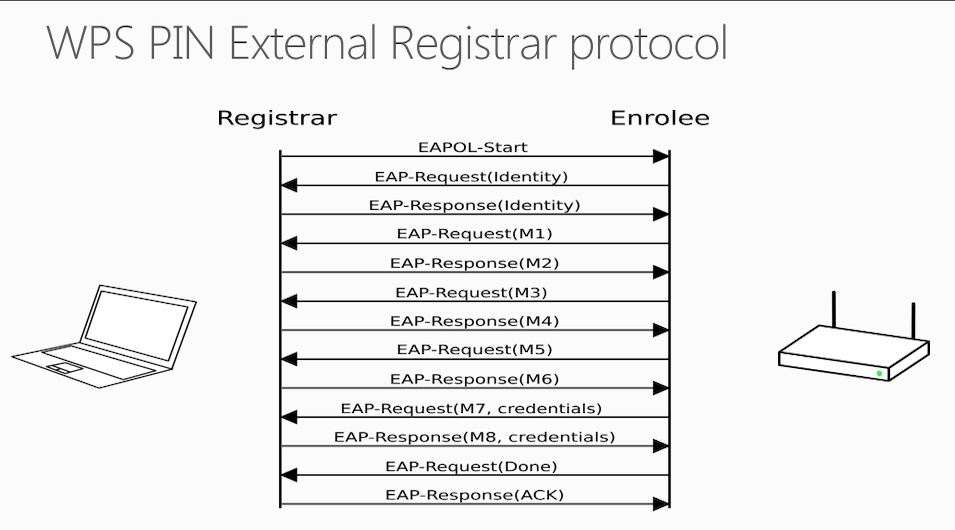 WPS PIN External Registrar protocol
Registrar
Enrolee
EAPOL-Start
EAP-Request(Identity)
EAP-Response(Identity)
EAP-Request(M1)
EAP-Response(M2)
EAP-Request(M3)
EAP-Response(M4)
EAP-Request(M5)
EAP-Response(M6)
EAP-Request(M7, credentials)
EAP-Response(M8, credentials)
EAP-Request(Done)
EAP-Response(ACK)